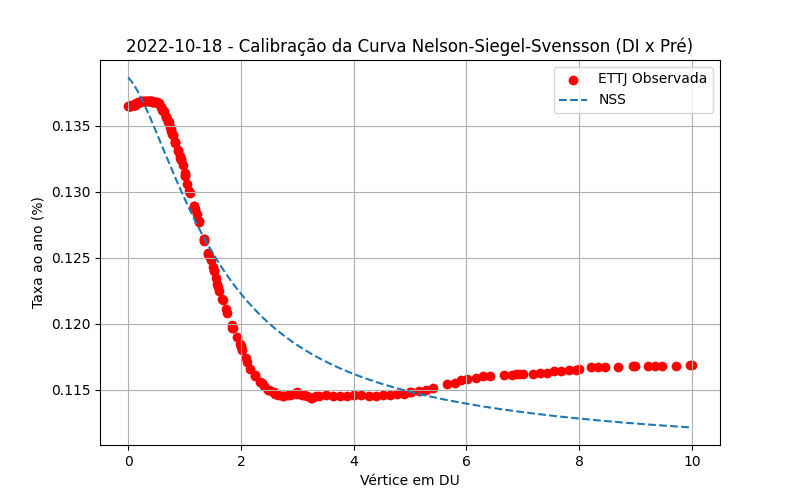 2022-10-18 - Calibração da Curva Nelson-Siegel-Svensson (DI x Pré)
ETTJ Observada
NSS
Taxa ao ano (%)
0.135
0.130
0.125
0.120
0.115
0 2 4 6 8 10
Vértice em DU